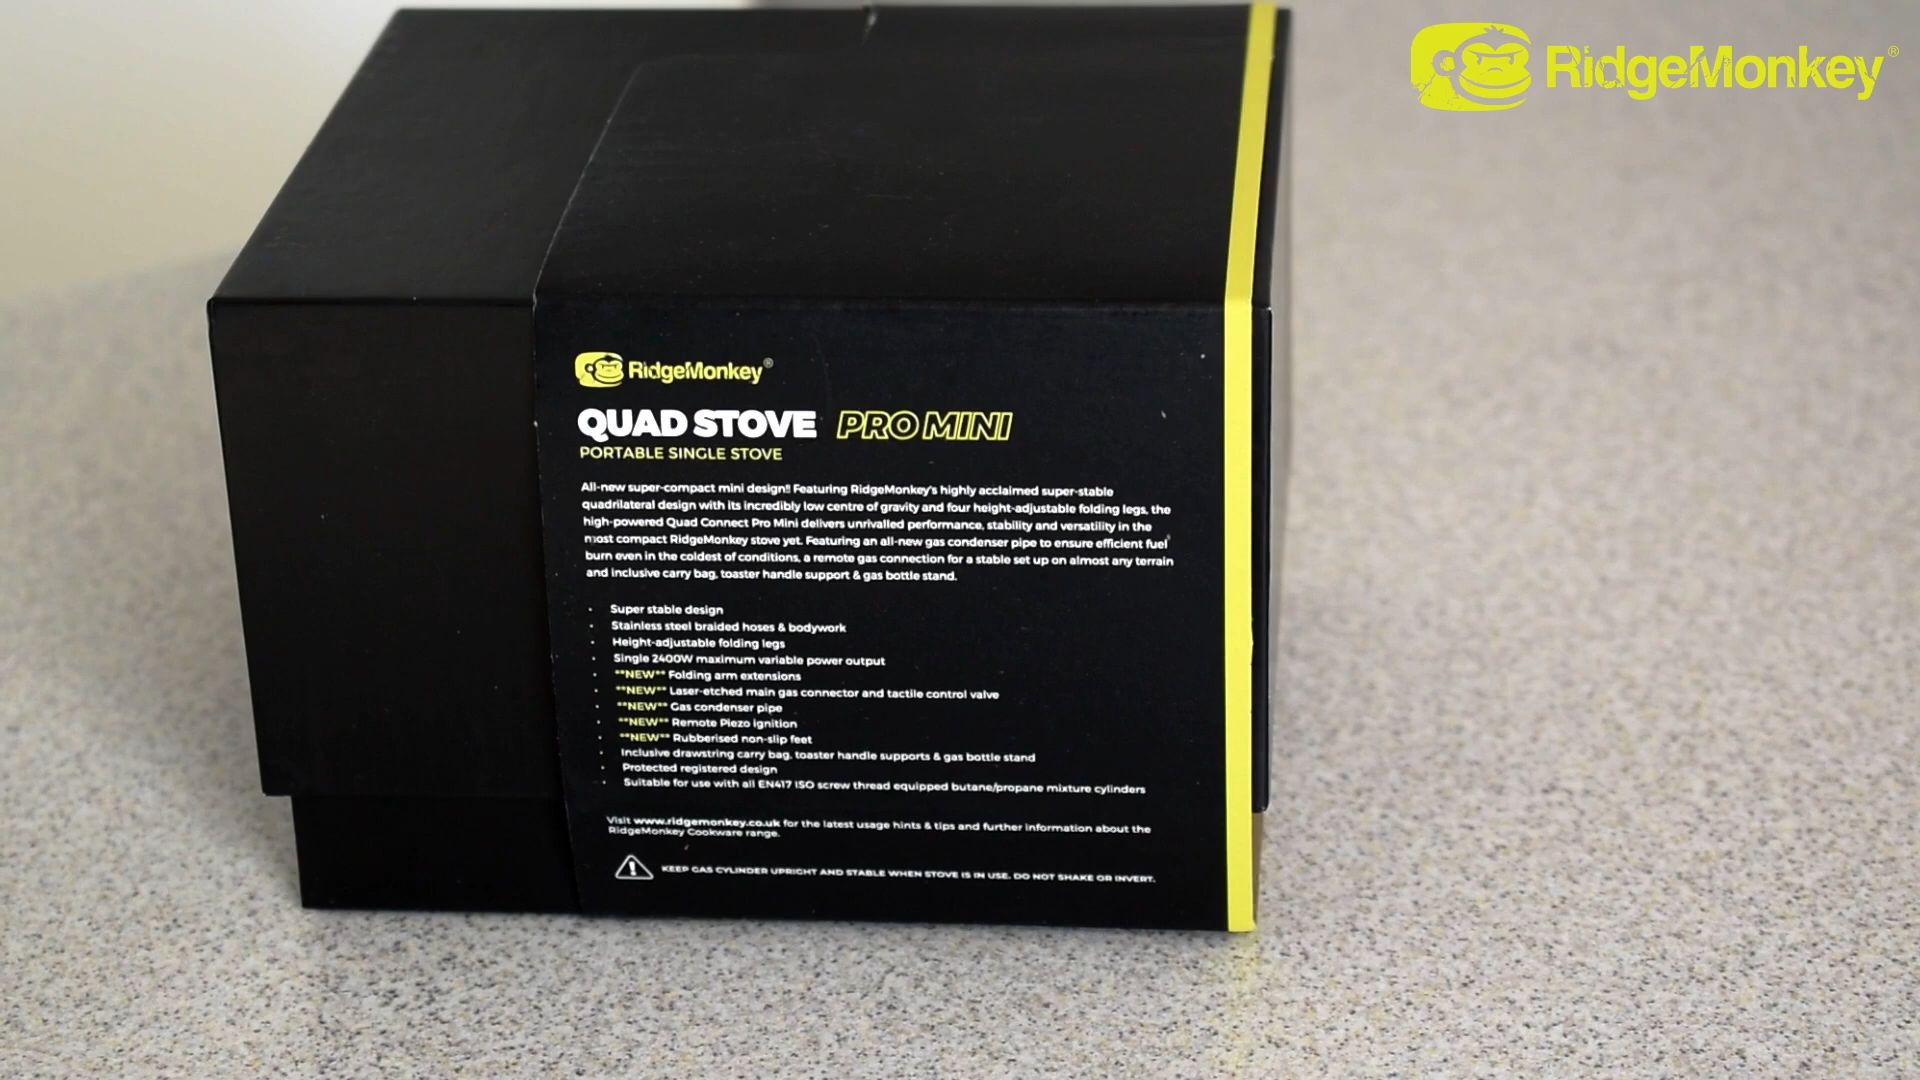 RidgeMonkey®
RidgeMonkey®
QUAD STOVE PRO MINI
PORTABLE SINGLE STOVE
All-new super-compact mini design!! Featuring RidgeMonkey's highly acclaimed super-stable
quadrilateral design with its incredibly low centre of gravity and four height-adjustable folding legs, the
high-powered Quad Connect Pro Mini delivers unrivalled performance, stability and versatility in the
most compact RidgeMonkey stove yet. Featuring an all-new gas condenser pipe to ensure efficient fuel
burn even in the coldest of conditions, a remote gas connection for a stable set up on almost any terrain
and inclusive carry bag, toaster handle support & gas bottle stand.
• Super stable design
• Stainless steel braided hoses & bodywork
• Height-adjustable folding legs
• Single 2400W maximum variable power output
• **NEW** Folding arm extensions
• **NEW** Laser-etched main gas connector and tactile control valve
• **NEW** Gas condenser pipe
• **NEW** Remote Piezo ignition
• **NEW** Rubberised non-slip feet
• Inclusive drawstring carry bag, toaster handle supports & gas bottle stand
• Protected registered design
• Suitable for use with all EN417 ISO screw thread equipped butane/propane mixture cylinders
Visit www.ridgemonkey.co.uk for the latest usage hints & tips and further information about the
RidgeMonkey Cookware range.
KEEP GAS CYLINDER UPRIGHT AND STABLE WHEN STOVE IS IN USE. DO NOT SHAKE OR INVERT.